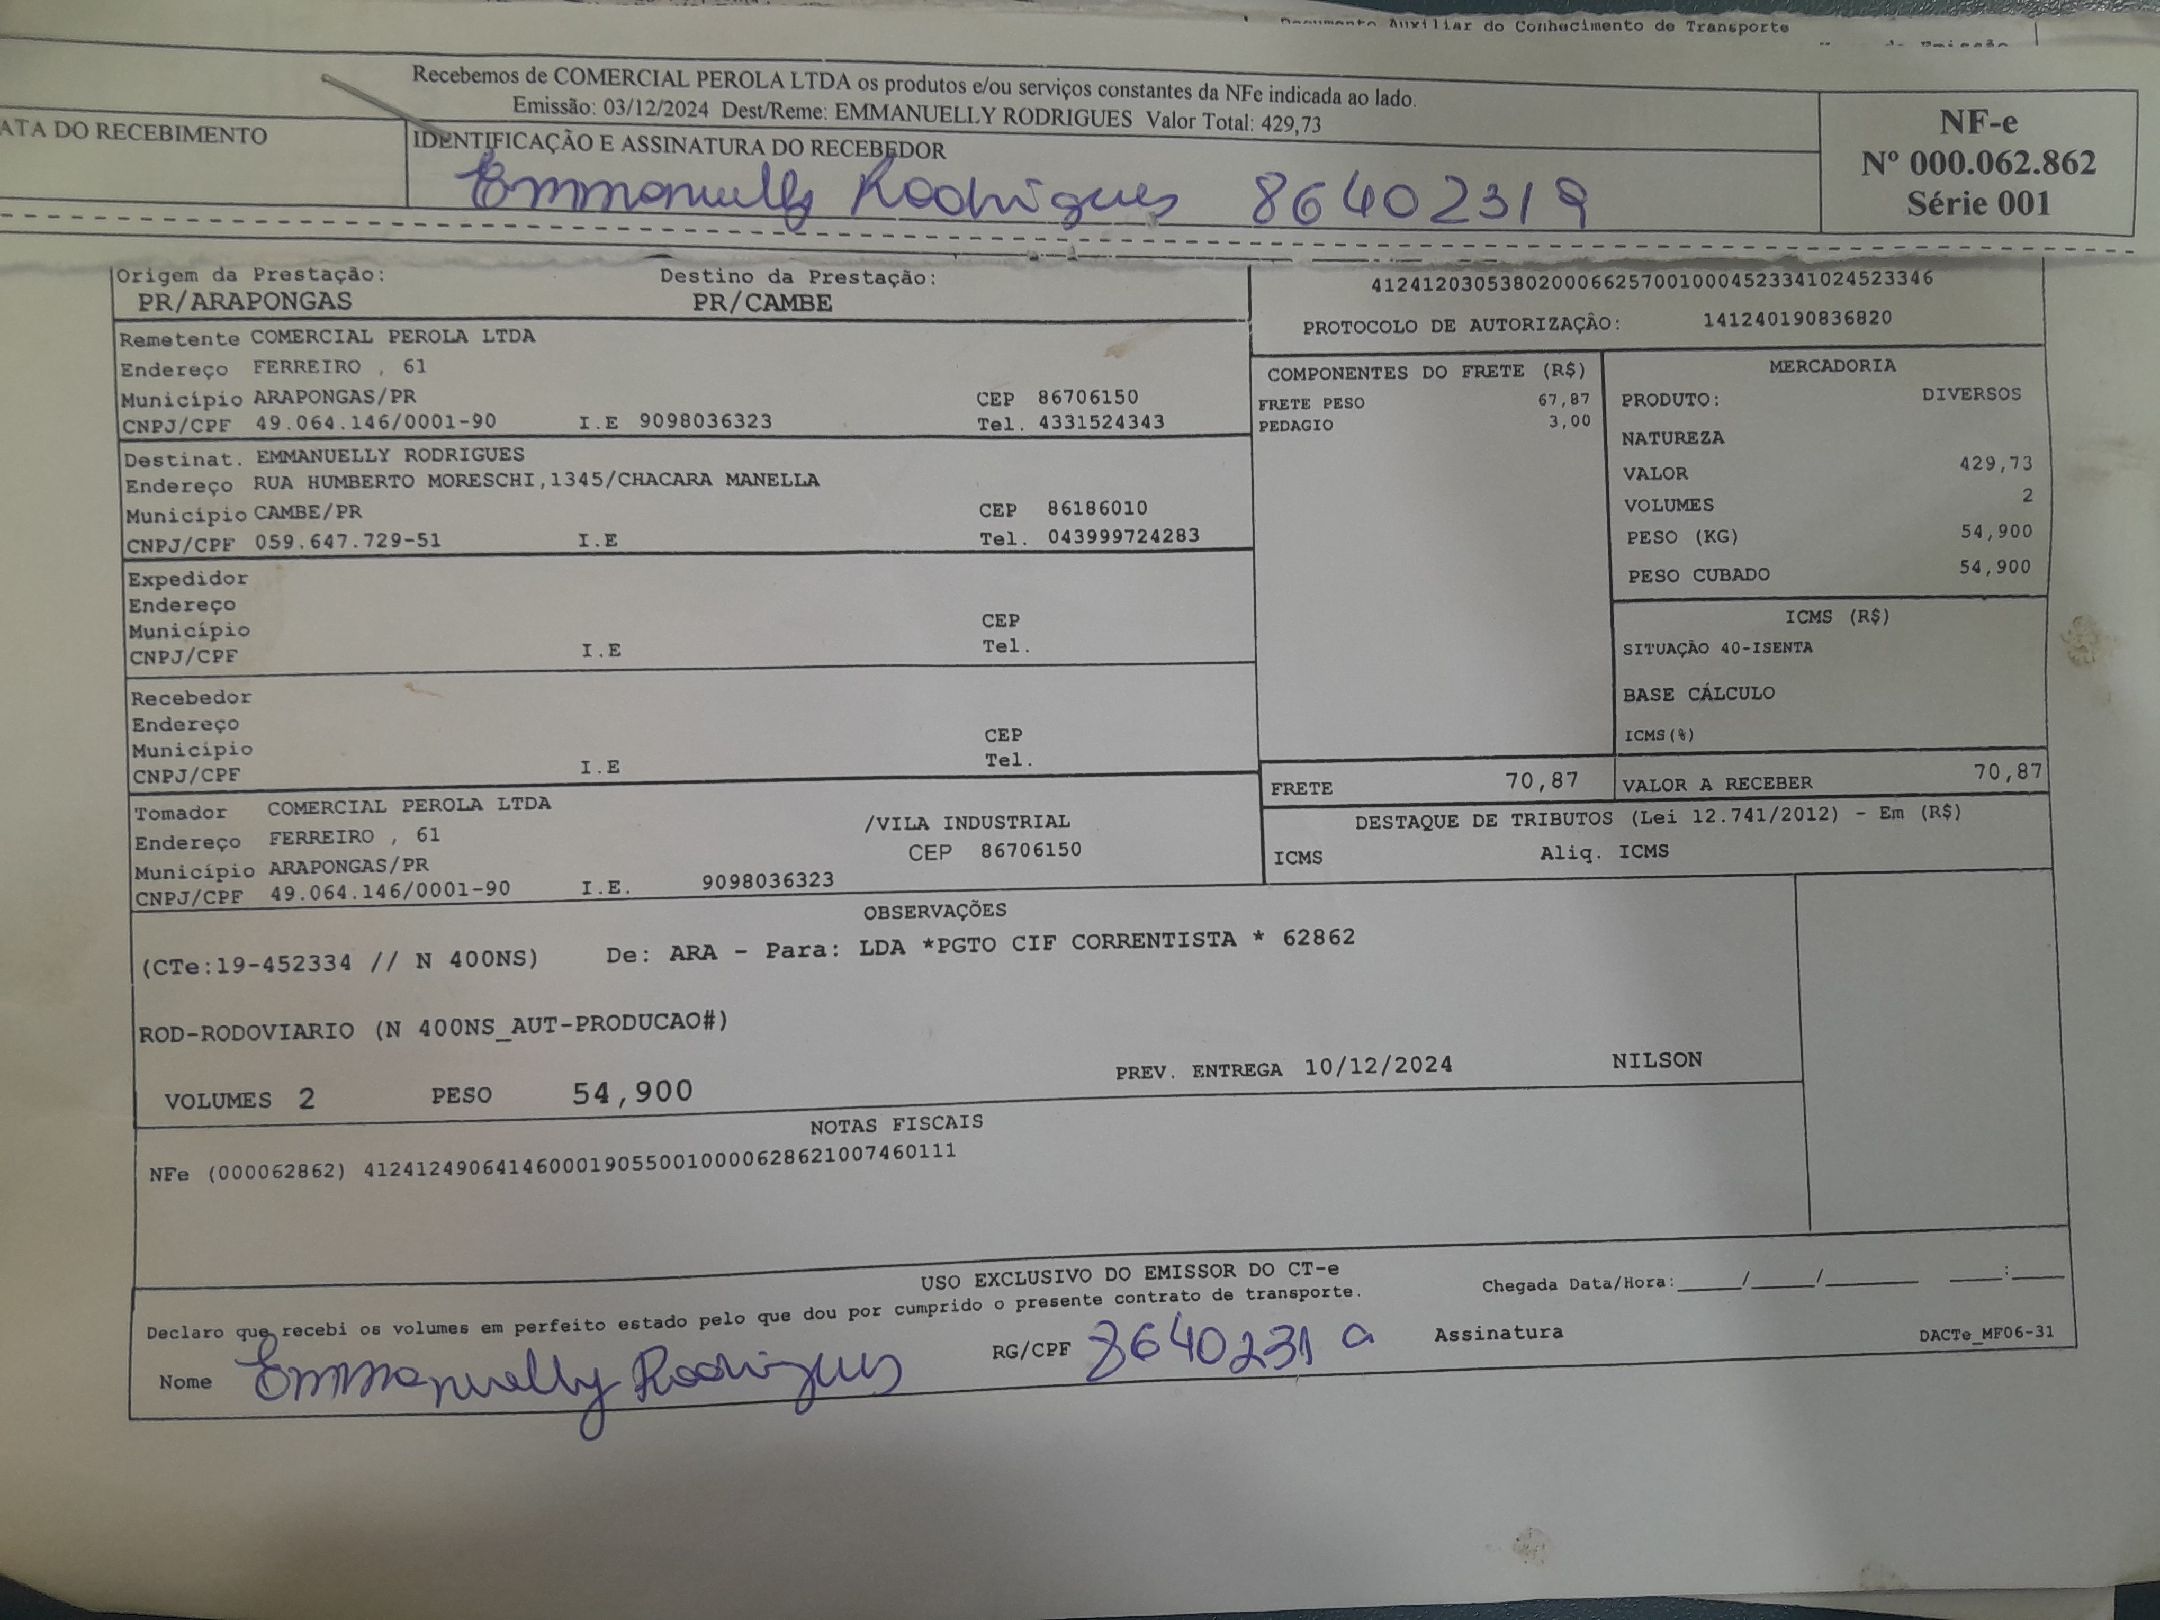 Documento Auxiliar do Conhecimento de Transporte
Recebemos de COMERCIAL PEROLA LTDA os produtos e/ou serviços constantes da NFe indicada ao lado.
Emissão: 03/12/2024 Dest/Reme: EMMANUELLY RODRIGUES Valor Total: 429,73
ATA DO RECEBIMENTO
IDENTIFICAÇÃO E ASSINATURA DO RECEBEDOR
Emmanuelly Rodrigues 86402319
NF-e
Nº 000.062.862
Série 001
Origem da Prestação: Destino da Prestação:
PR/ARAPONGAS PR/CAMBE
41241203053802000662570010004523341024523346
PROTOCOLO DE AUTORIZAÇÃO: 141240190836820
Remetente COMERCIAL PEROLA LTDA
Endereço FERREIRO , 61
Município ARAPONGAS/PR CEP 86706150
CNPJ/CPF 49.064.146/0001-90 I.E 9098036323 Tel. 4331524343
Destinat. EMMANUELLY RODRIGUES
Endereço RUA HUMBERTO MORESCHI,1345/CHACARA MANELLA
Município CAMBE/PR CEP 86186010
CNPJ/CPF 059.647.729-51 I.E Tel. 043999724283
Expedidor
Endereço
Município CEP
CNPJ/CPF I.E Tel.
Recebedor
Endereço
Município CEP
CNPJ/CPF I.E Tel.
Tomador COMERCIAL PEROLA LTDA
Endereço FERREIRO , 61 /VILA INDUSTRIAL
Município ARAPONGAS/PR CEP 86706150
CNPJ/CPF 49.064.146/0001-90 I.E. 9098036323
COMPONENTES DO FRETE (R$)
FRETE PESO 67,87
PEDAGIO 3,00
MERCADORIA
PRODUTO: DIVERSOS
NATUREZA
VALOR 429,73
VOLUMES 2
PESO (KG) 54,900
PESO CUBADO 54,900
ICMS (R$)
SITUAÇÃO 40-ISENTA
BASE CÁLCULO
ICMS(%)
FRETE 70,87 VALOR A RECEBER 70,87
DESTAQUE DE TRIBUTOS (Lei 12.741/2012) - Em (R$)
ICMS Aliq. ICMS
OBSERVAÇÕES
(CTe:19-452334 // N 400NS) De: ARA - Para: LDA *PGTO CIF CORRENTISTA * 62862
ROD-RODOVIARIO (N 400NS_AUT-PRODUCAO#)
PREV. ENTREGA 10/12/2024 NILSON
VOLUMES 2 PESO 54,900
NOTAS FISCAIS
NFe (000062862) 41241249064146000190550010000628621007460111
USO EXCLUSIVO DO EMISSOR DO CT-e
Declaro que recebi os volumes em perfeito estado pelo que dou por cumprido o presente contrato de transporte. Chegada Data/Hora:_____/_____/_______ ____:____
Nome Emmanuelly Rodrigues RG/CPF 86402319 Assinatura DACTe_MF06-31